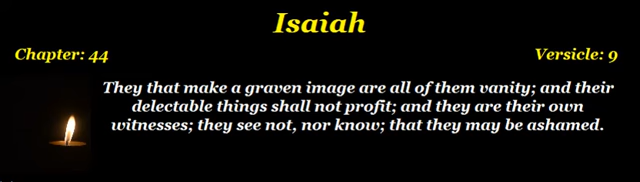 Isaiah
Chapter: 44 Versicle: 9
They that make a graven image are all of them vanity; and their
delectable things shall not profit; and they are their own
witnesses; they see not, nor know; that they may be ashamed.